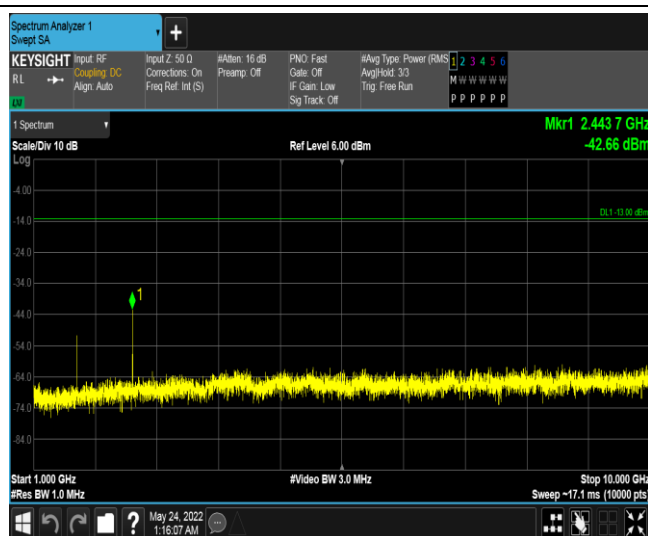 Spectrum Analyzer 1
Swept SA
KEYSIGHT
RL
Input: RF
Coupling: DC
Align: Auto
Input Z: 50 Ω
Corrections: On
Freq Ref: Int (S)
#Atten: 16 dB
Preamp: Off
PNO: Fast
Gate: Off
IF Gain: Low
Sig Track: Off
#Avg Type: Power (RMS
Avg|Hold: 3/3
Trig: Free Run
1 2 3 4 5 6
M W W W W W
P P P P P P
1 Spectrum
Mkr1 2.443 7 GHz
Scale/Div 10 dB
Ref Level 6.00 dBm
-42.66 dBm
Log
-4.00
DL1 -13.00 dBm
-14.0
-24.0
-34.0
1
-44.0
-54.0
-64.0
-74.0
-84.0
Start 1.000 GHz
#Video BW 3.0 MHz
Stop 10.000 GHz
#Res BW 1.0 MHz
Sweep ~17.1 ms (10000 pts)
May 24, 2022
1:16:07 AM